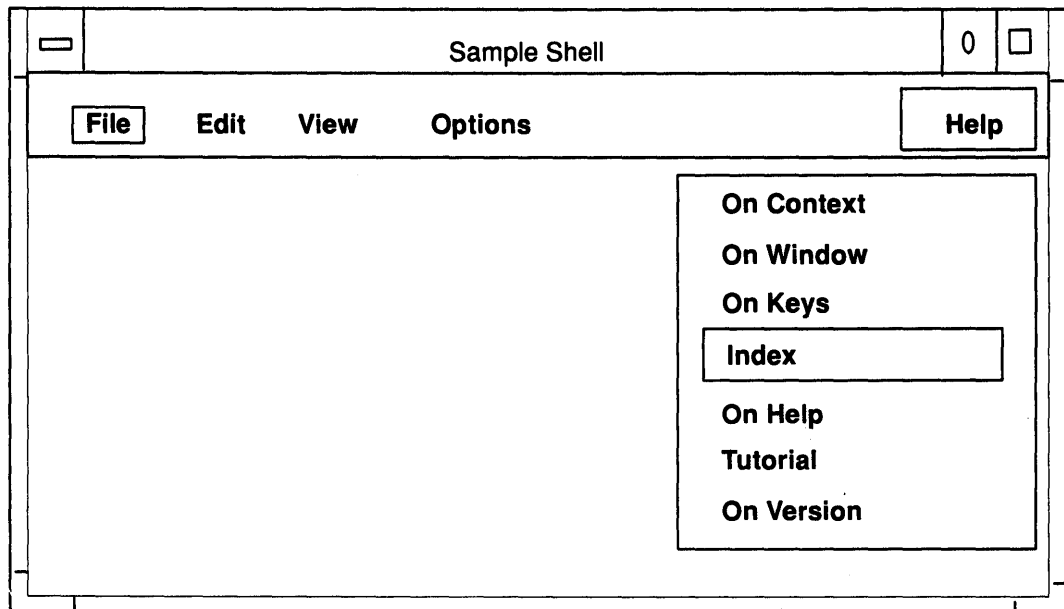 Sample Shell
File Edit View Options Help
On Context
On Window
On Keys
Index
On Help
Tutorial
On Version